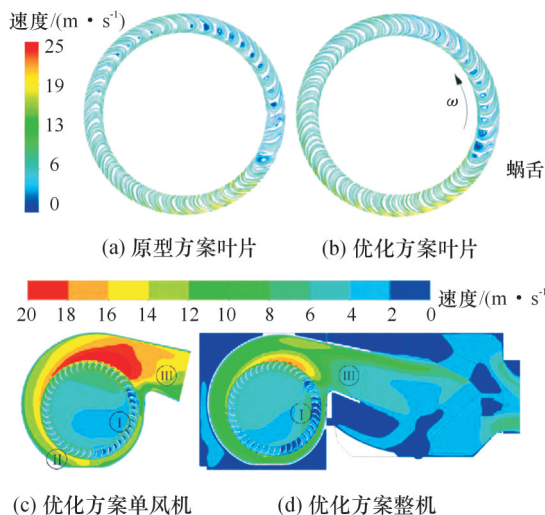 速度/(m·s⁻¹)
25
19
13
6
0
ω
蜗舌
(a) 原型方案叶片
(b) 优化方案叶片
速度/(m·s⁻¹)
20 18 16 14 12 10 8 6 4 2 0
III
I
II
III
I
(c) 优化方案单风机
(d) 优化方案整机